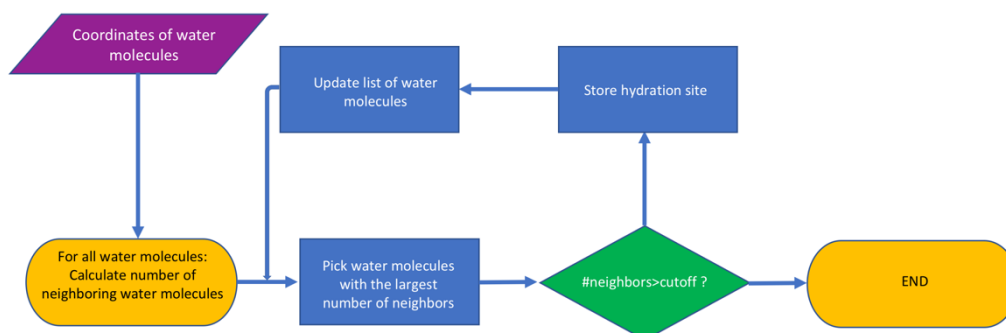 Coordinates of water
molecules
Update list of water
molecules
Store hydration site
For all water molecules:
Calculate number of
neighboring water molecules
Pick water molecules
with the largest
number of neighbors
#neighbors>cutoff ?
END